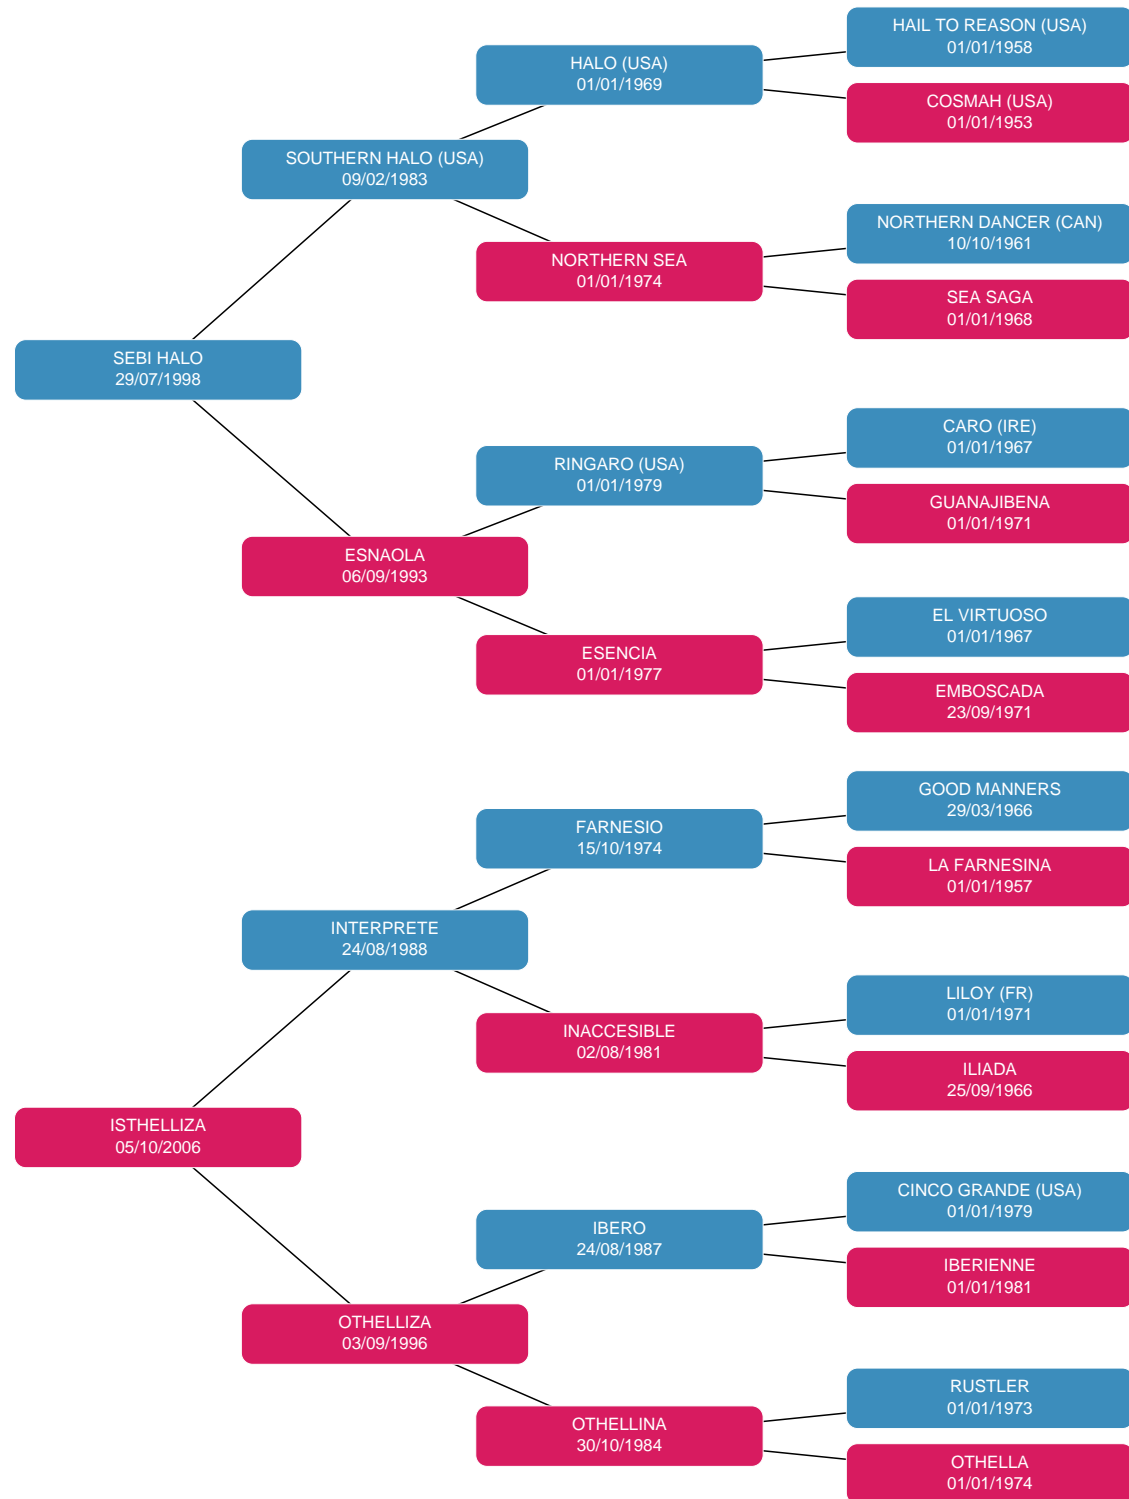 HAIL TO REASON (USA)
01/01/1958
HALO (USA)
01/01/1969
COSMAH (USA)
01/01/1953
SOUTHERN HALO (USA)
09/02/1983
NORTHERN DANCER (CAN)
10/10/1961
NORTHERN SEA
01/01/1974
SEA SAGA
01/01/1968
SEBI HALO
29/07/1998
CARO (IRE)
01/01/1967
RINGARO (USA)
01/01/1979
GUANAJIBENA
01/01/1971
ESNAOLA
06/09/1993
EL VIRTUOSO
01/01/1967
ESENCIA
01/01/1977
EMBOSCADA
23/09/1971
GOOD MANNERS
29/03/1966
FARNESIO
15/10/1974
LA FARNESINA
01/01/1957
INTERPRETE
24/08/1988
LILOY (FR)
01/01/1971
INACCESIBLE
02/08/1981
ILIADA
25/09/1966
ISTHELLIZA
05/10/2006
CINCO GRANDE (USA)
01/01/1979
IBERO
24/08/1987
IBERIENNE
01/01/1981
OTHELLIZA
03/09/1996
RUSTLER
01/01/1973
OTHELLINA
30/10/1984
OTHELLA
01/01/1974